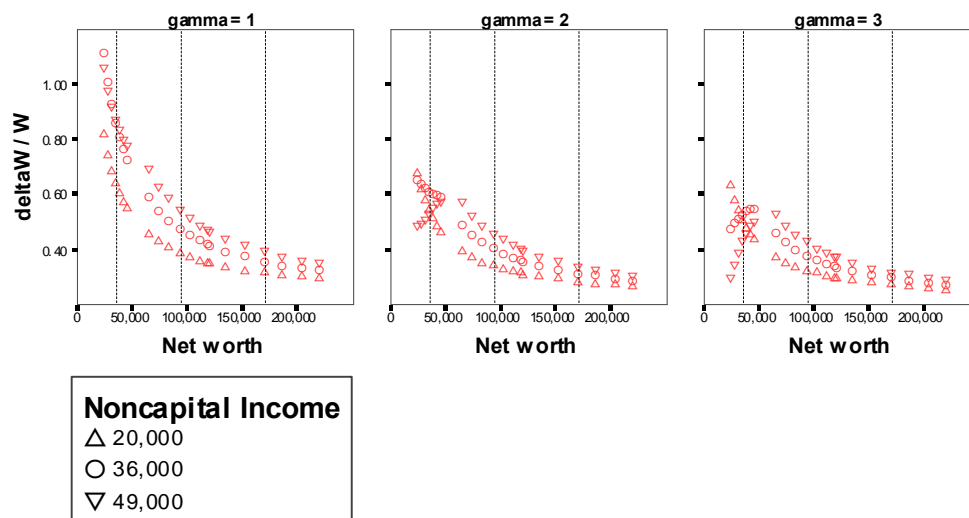 gamma= 1 gamma= 2 gamma= 3
deltaW / W
1.00
0.80
0.60
0.40
0 50,000 100,000 150,000 200,000 0 50,000 100,000 150,000 200,000 0 50,000 100,000 150,000 200,000
Net worth Net worth Net worth
Noncapital Income
20,000
36,000
49,000